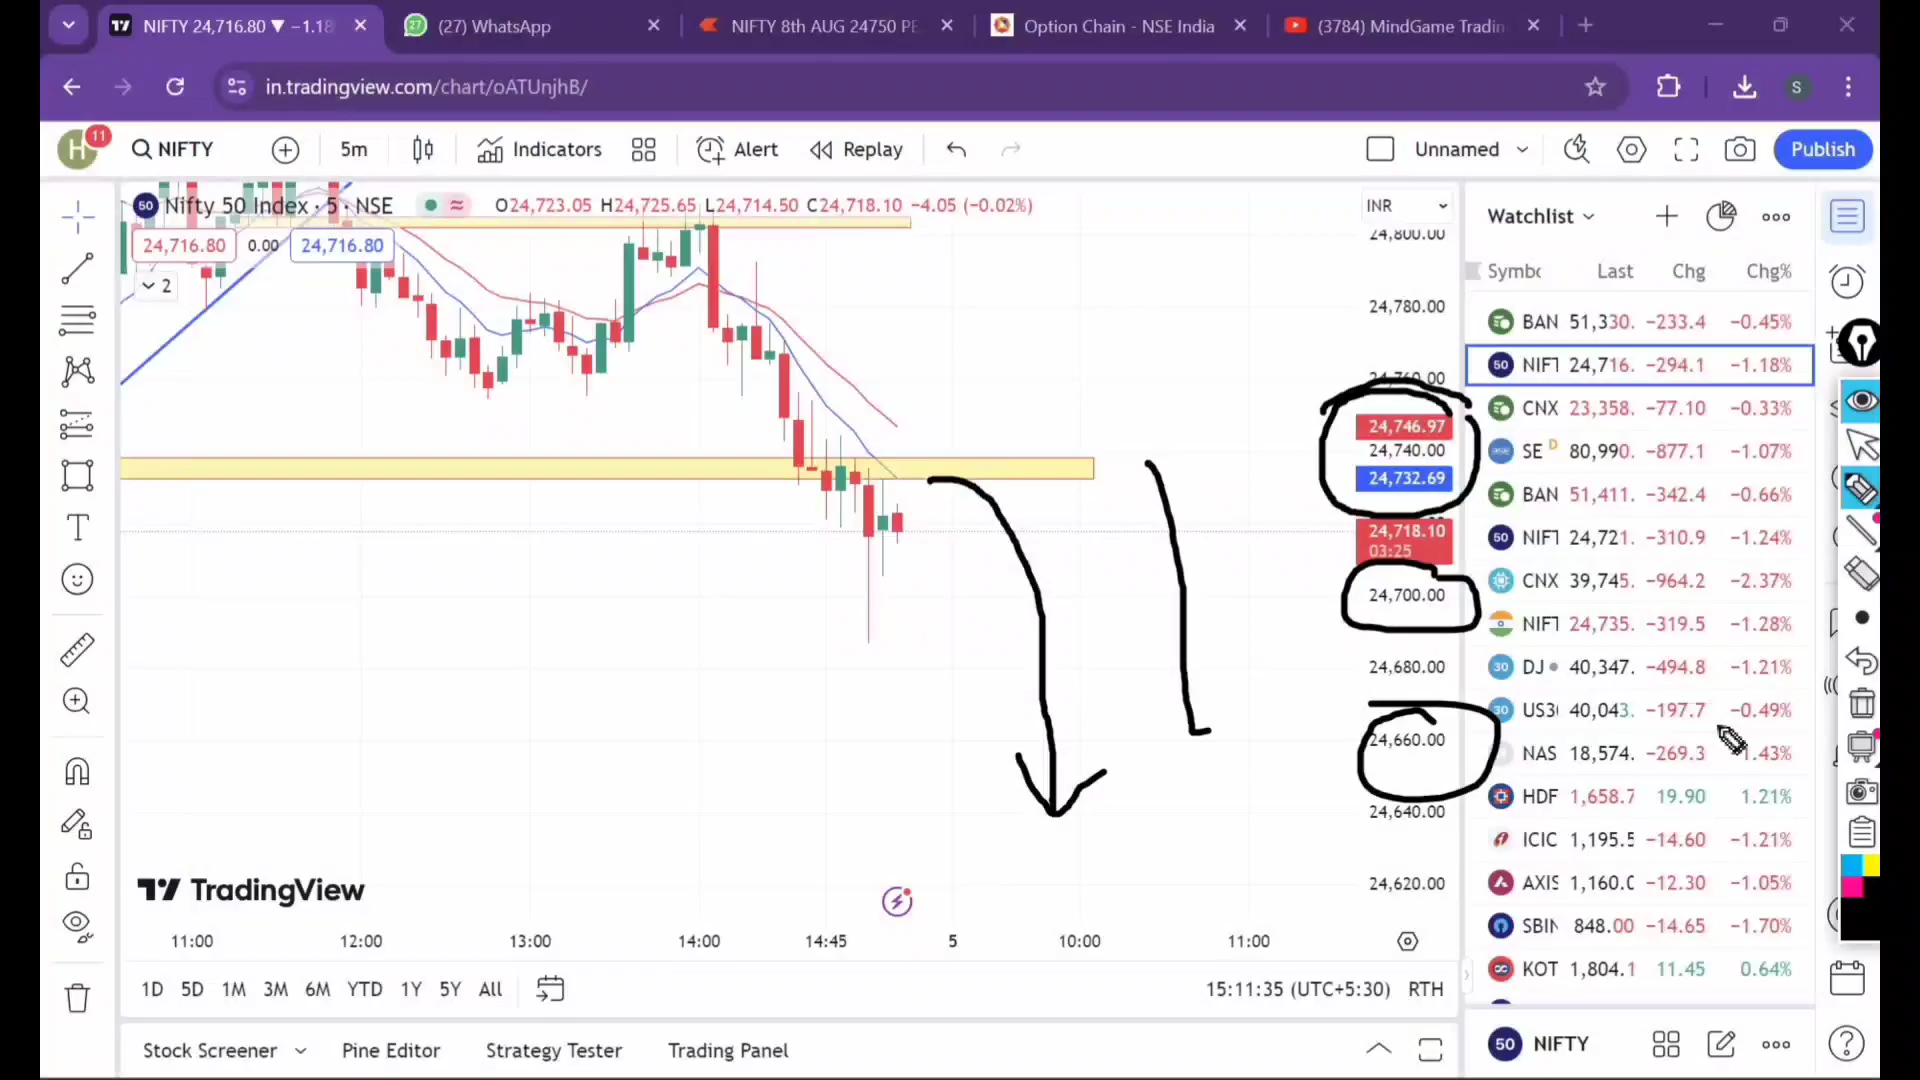 NIFTY 24,716.80 ▼ −1.18
(27) WhatsApp
NIFTY 8th AUG 24750 PE
Option Chain - NSE India
(3784) MindGame Tradin
in.tradingview.com/chart/oATUnjhB/
S
H
11
NIFTY
5m
Indicators
Alert
Replay
Unnamed
Publish
50
Nifty 50 Index · 5 · NSE
≈
O24,723.05 H24,725.65 L24,714.50 C24,718.10 −4.05 (−0.02%)
24,716.80
0.00
24,716.80
2
INR
24,800.00
24,780.00
24,760.00
24,746.97
24,740.00
24,732.69
24,718.10
03:25
24,700.00
24,680.00
24,660.00
24,640.00
24,620.00
TradingView
11:00
12:00
13:00
14:00
14:45
5
10:00
11:00
1D
5D
1M
3M
6M
YTD
1Y
5Y
All
15:11:35 (UTC+5:30)
RTH
Stock Screener
Pine Editor
Strategy Tester
Trading Panel
Watchlist
Symbo
Last
Chg
Chg%
BAN 51,330. −233.4 −0.45%
50 NIFT 24,716. −294.1 −1.18%
CNX 23,358. −77.10 −0.33%
SE D 80,990. −877.1 −1.07%
BAN 51,411. −342.4 −0.66%
50 NIFT 24,721. −310.9 −1.24%
CNX 39,745. −964.2 −2.37%
NIFT 24,735. −319.5 −1.28%
30 DJ 40,347. −494.8 −1.21%
30 US3 40,043. −197.7 −0.49%
NAS 18,574. −269.3 1.43%
HDF 1,658.7 19.90 1.21%
ICIC 1,195.5 −14.60 −1.21%
AXIS 1,160.0 −12.30 −1.05%
SBIN 848.00 −14.65 −1.70%
KOT 1,804.1 11.45 0.64%
50 NIFTY